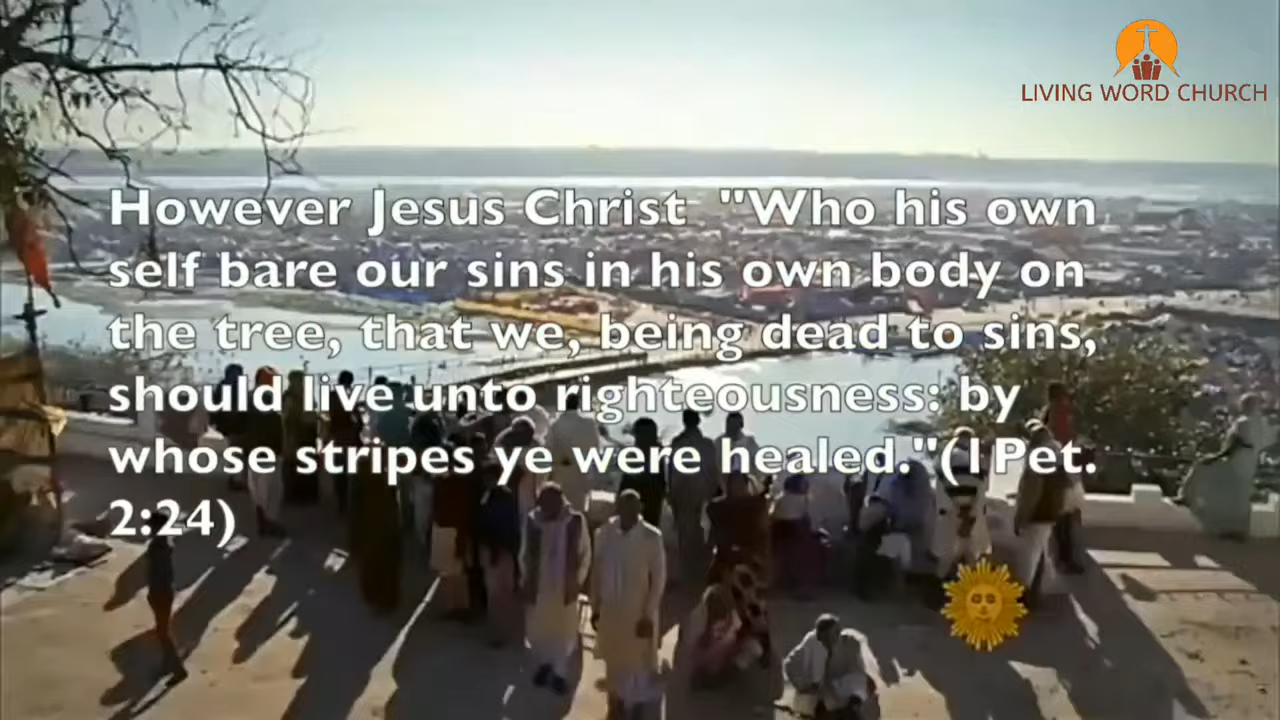 LIVING WORD CHURCH
However Jesus Christ "Who his own
self bare our sins in his own body on
the tree, that we, being dead to sins,
should live unto righteousness: by
whose stripes ye were healed."(1Pet.
2:24)